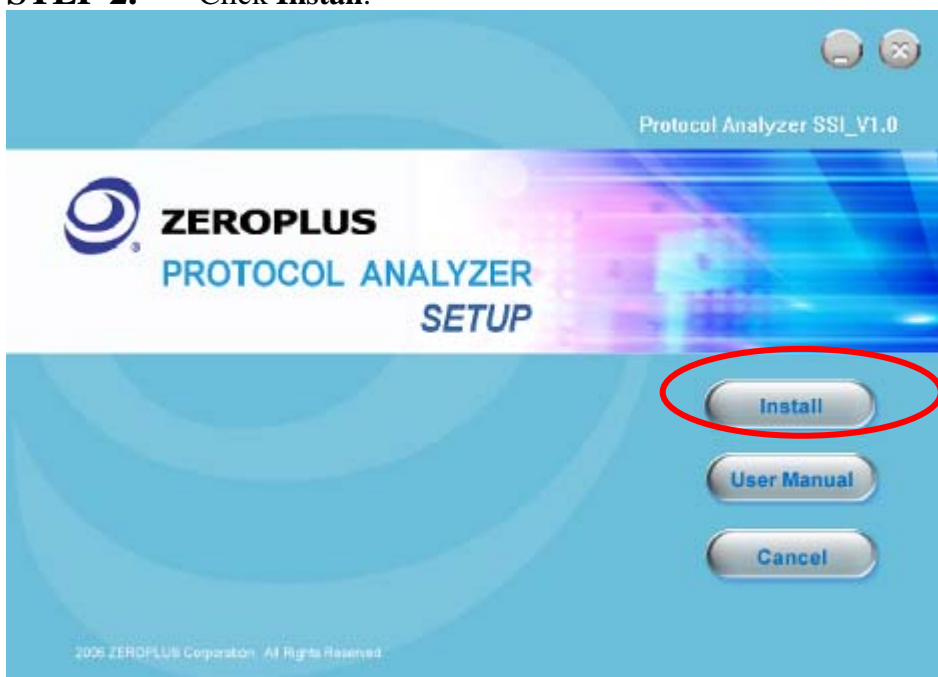 STEP 2. Click Install.
Protocol Analyzer SSI_V1.0
ZEROPLUS
PROTOCOL ANALYZER
SETUP
Install
User Manual
Cancel
2006 ZEROPLUS Corporation All Rights Reserved